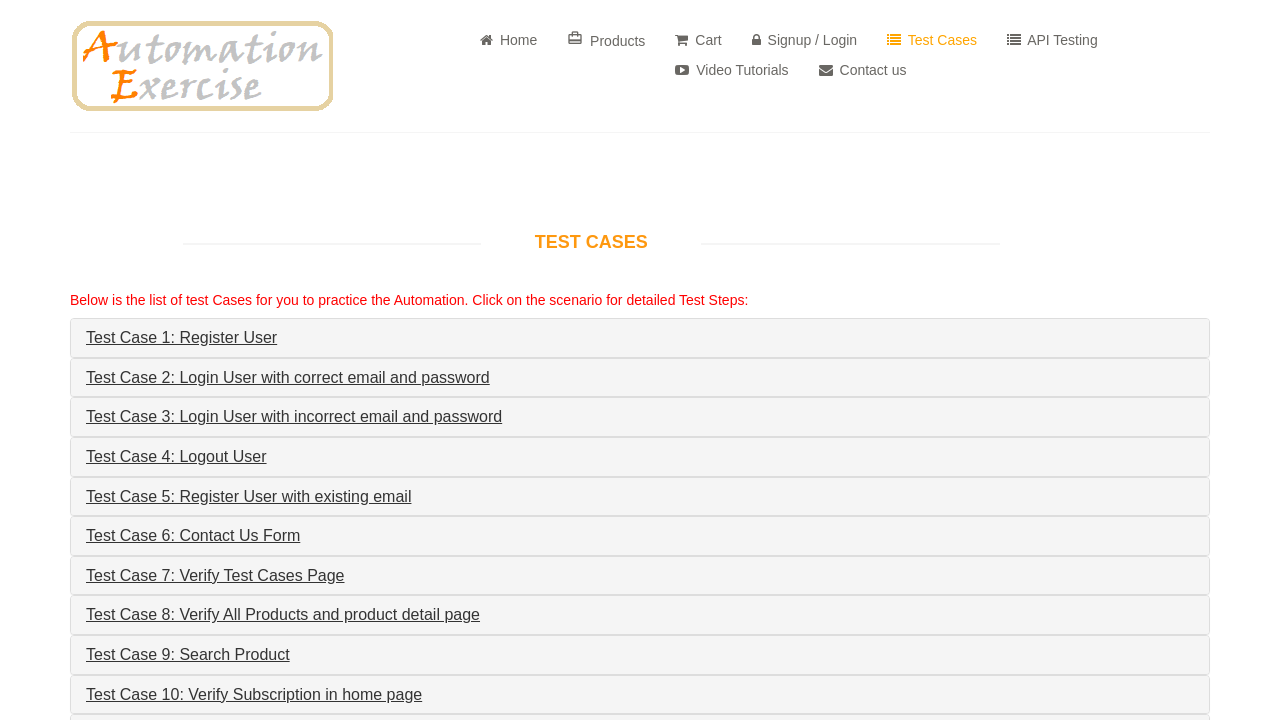 Automation
Exercise
Home
Products
Cart
Signup / Login
Test Cases
API Testing
Video Tutorials
Contact us
TEST CASES
Below is the list of test Cases for you to practice the Automation. Click on the scenario for detailed Test Steps:
Test Case 1: Register User
Test Case 2: Login User with correct email and password
Test Case 3: Login User with incorrect email and password
Test Case 4: Logout User
Test Case 5: Register User with existing email
Test Case 6: Contact Us Form
Test Case 7: Verify Test Cases Page
Test Case 8: Verify All Products and product detail page
Test Case 9: Search Product
Test Case 10: Verify Subscription in home page